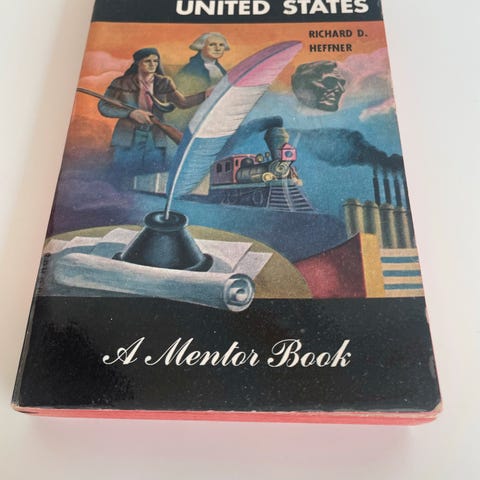 UNITED STATES
RICHARD D.
HEFFNER
A Mentor Book